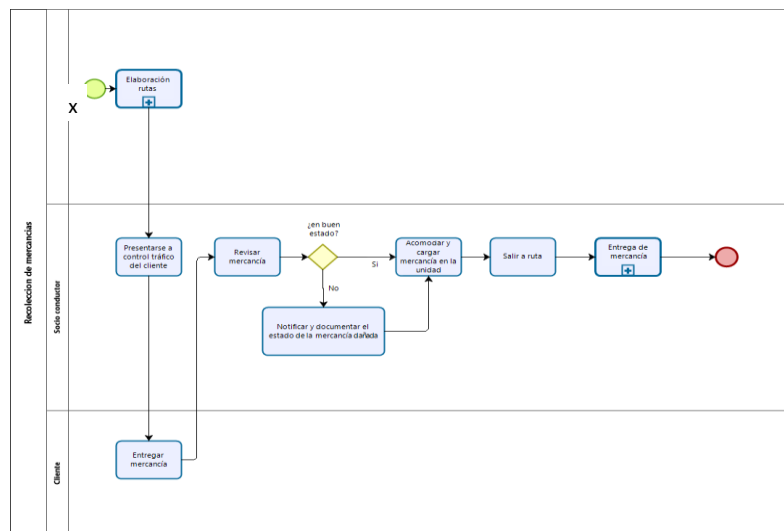 Recoleccion de mercancias
X
Elaboración
rutas
Socio conductor
Presentarse a
control tráfico
del cliente
Revisar
mercancía
¿en buen
estado?
Si
No
Acomodar y
cargar
mercancía en la
unidad
Salir a ruta
Entrega de
mercancía
Notificar y documentar el
estado de la mercancía dañada
Cliente
Entregar
mercancía